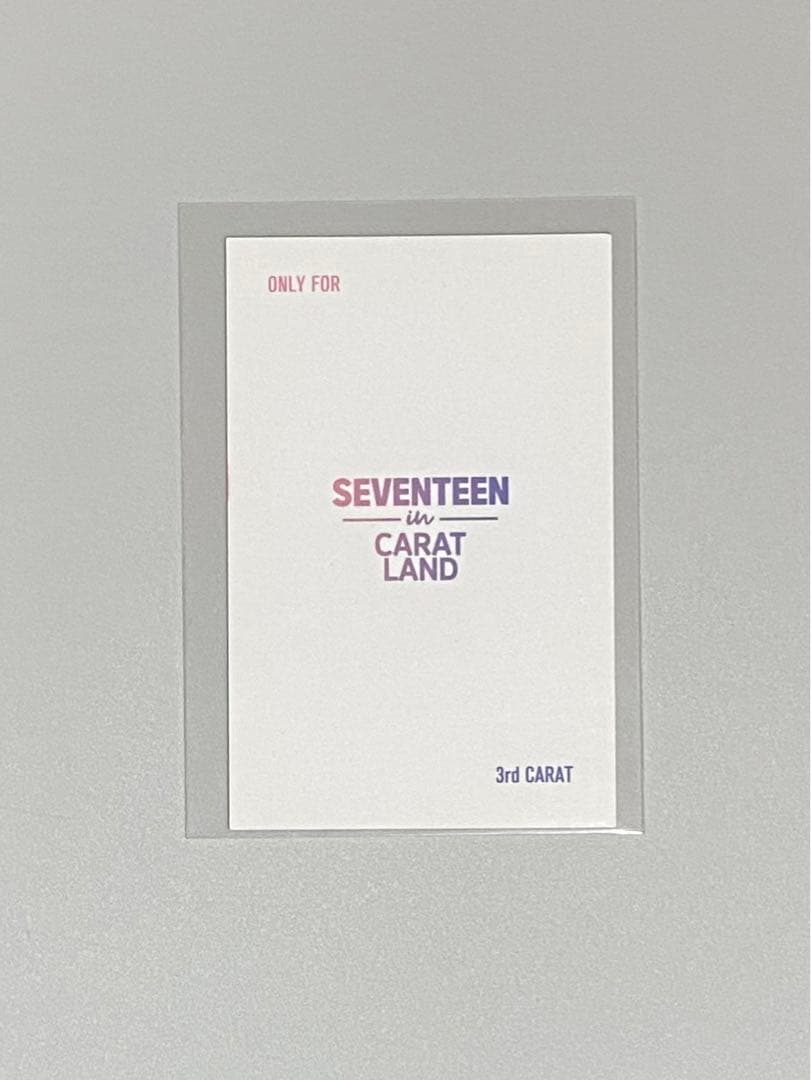 ONLY FOR
SEVENTEEN
in
CARAT
LAND
3rd CARAT